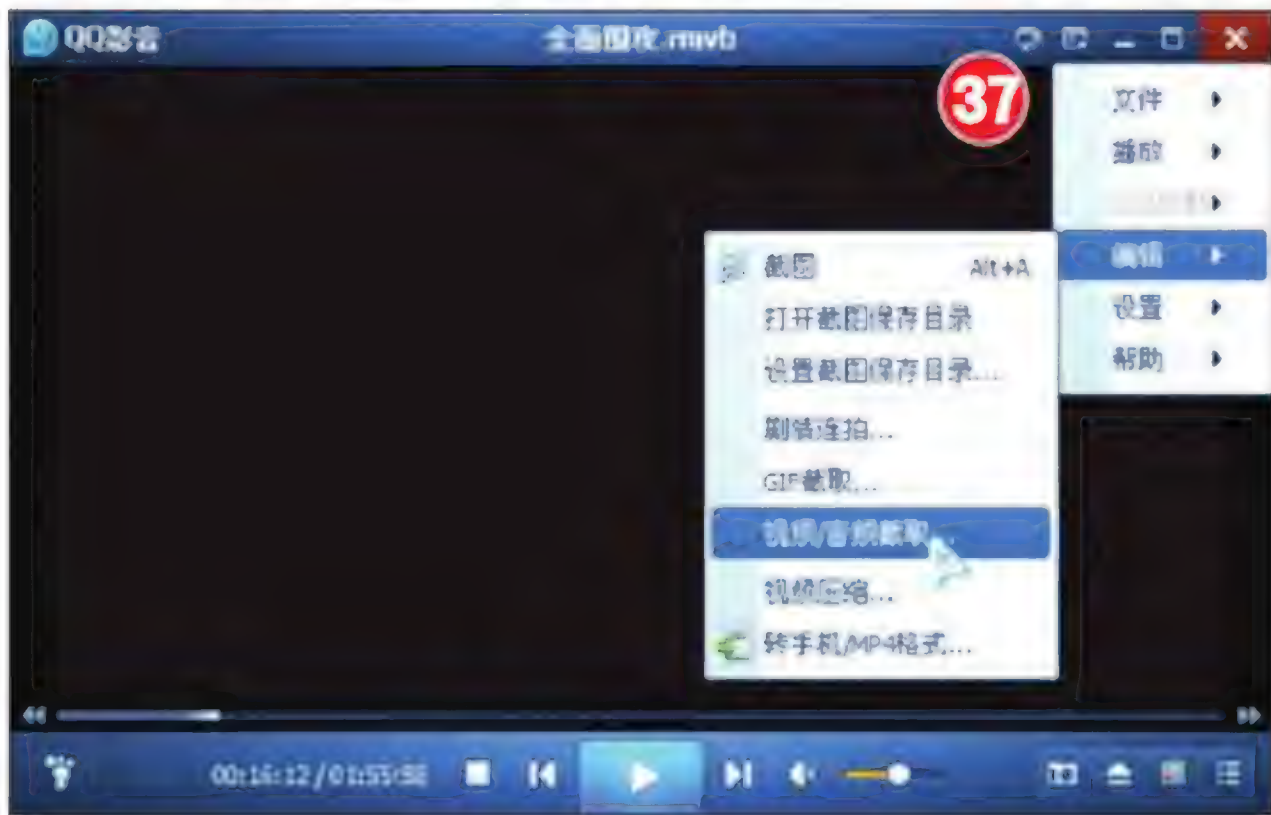 QQ影音
全面围攻.rmvb
37
文件
播放
编辑
设置
帮助
截图 Alt+A
打开截图保存目录
设置截图保存目录...
剧情连拍...
GIF截取...
视频/音频截取...
视频压缩...
转手机/MP4格式...
00:16:12/01:55:58